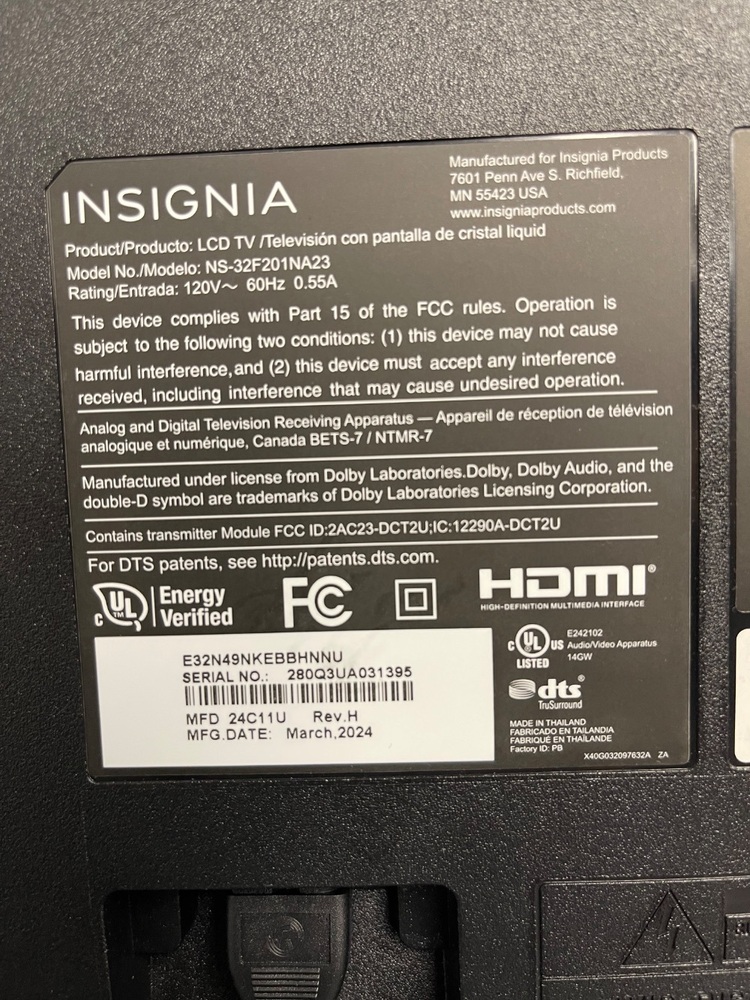 INSIGNIA
Manufactured for Insignia Products
7601 Penn Ave S. Richfield,
MN 55423 USA
www.insigniaproducts.com
Product/Producto: LCD TV /Televisión con pantalla de cristal liquid
Model No./Modelo: NS-32F201NA23
Rating/Entrada: 120V～ 60Hz 0.55A
This device complies with Part 15 of the FCC rules. Operation is
subject to the following two conditions: (1) this device may not cause
harmful interference,and (2) this device must accept any interference
received, including interference that may cause undesired operation.
Analog and Digital Television Receiving Apparatus — Appareil de réception de télévision
analogique et numérique, Canada BETS-7 / NTMR-7
Manufactured under license from Dolby Laboratories.Dolby, Dolby Audio, and the
double-D symbol are trademarks of Dolby Laboratories Licensing Corporation.
Contains transmitter Module FCC ID:2AC23-DCT2U;IC:12290A-DCT2U
For DTS patents, see http://patents.dts.com.
c UL TM Energy
Verified
FC
HDMI®
HIGH-DEFINITION MULTIMEDIA INTERFACE
c UL ® US
LISTED
E242102
Audio/Video Apparatus
14GW
dts®
TruSurround
E32N49NKEBBHNNU
SERIAL NO.: 280Q3UA031395
MFD 24C11U Rev.H
MFG.DATE: March,2024
MADE IN THAILAND
FABRICADO EN TAILANDIA
FABRIQUÉ EN THAÏLANDE
Factory ID: PB
X40G032097632A ZA